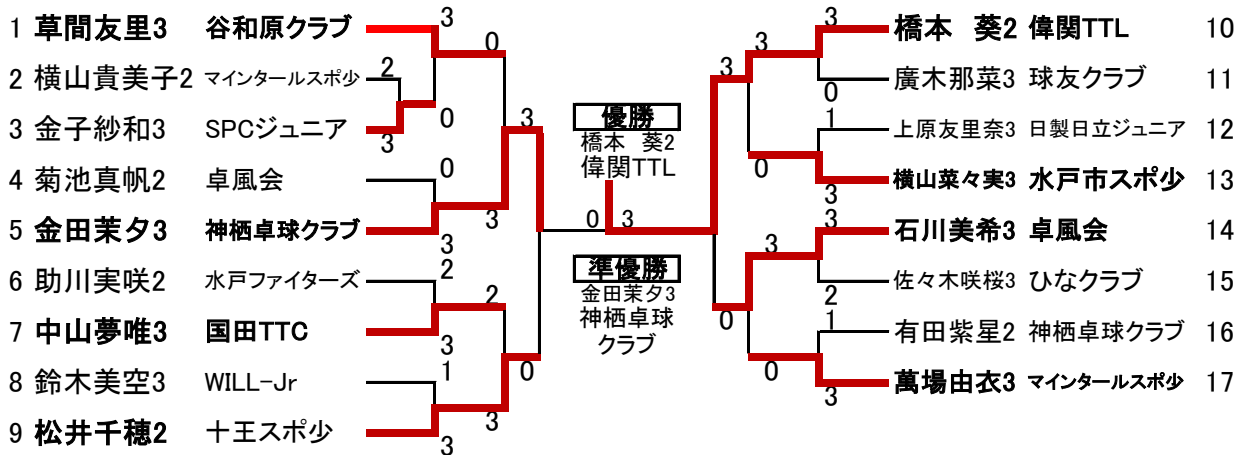 1 草間友里3 谷和原クラブ
2 横山貴美子2 マインタールスポ少
3 金子紗和3 SPCジュニア
4 菊池真帆2 卓風会
5 金田茉夕3 神栖卓球クラブ
6 助川実咲2 水戸ファイターズ
7 中山夢唯3 国田TTC
8 鈴木美空3 WILL-Jr
9 松井千穂2 十王スポ少
3
2
3
0
0
0
3
2
3
1
3
0
3
2
3
3
0
0
3
優勝
橋本 葵2
偉関TTL
準優勝
金田茉夕3
神栖卓球
クラブ
3
0
3
0
3
0
3
0
1
3
3
2
1
3
橋本 葵2 偉関TTL 10
廣木那菜3 球友クラブ 11
上原友里奈3 日製日立ジュニア 12
横山菜々実3 水戸市スポ少 13
石川美希3 卓風会 14
佐々木咲桜3 ひなクラブ 15
有田紫星2 神栖卓球クラブ 16
萬場由衣3 マインタールスポ少 17